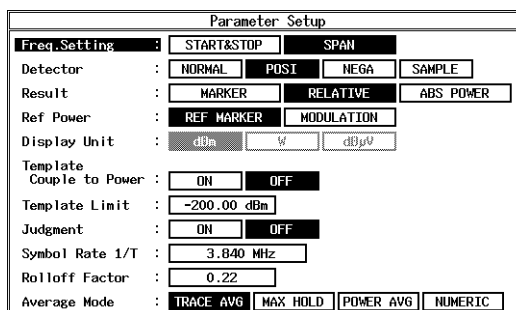 Parameter Setup
Freq.Setting : START&STOP SPAN
Detector : NORMAL POSI NEGA SAMPLE
Result : MARKER RELATIVE ABS POWER
Ref Power : REF MARKER MODULATION
Display Unit : dBm W dBμV
Template
Couple to Power : ON OFF
Template Limit : -200.00 dBm
Judgment : ON OFF
Symbol Rate 1/T : 3.840 MHz
Rolloff Factor : 0.22
Average Mode : TRACE AVG MAX HOLD POWER AVG NUMERIC